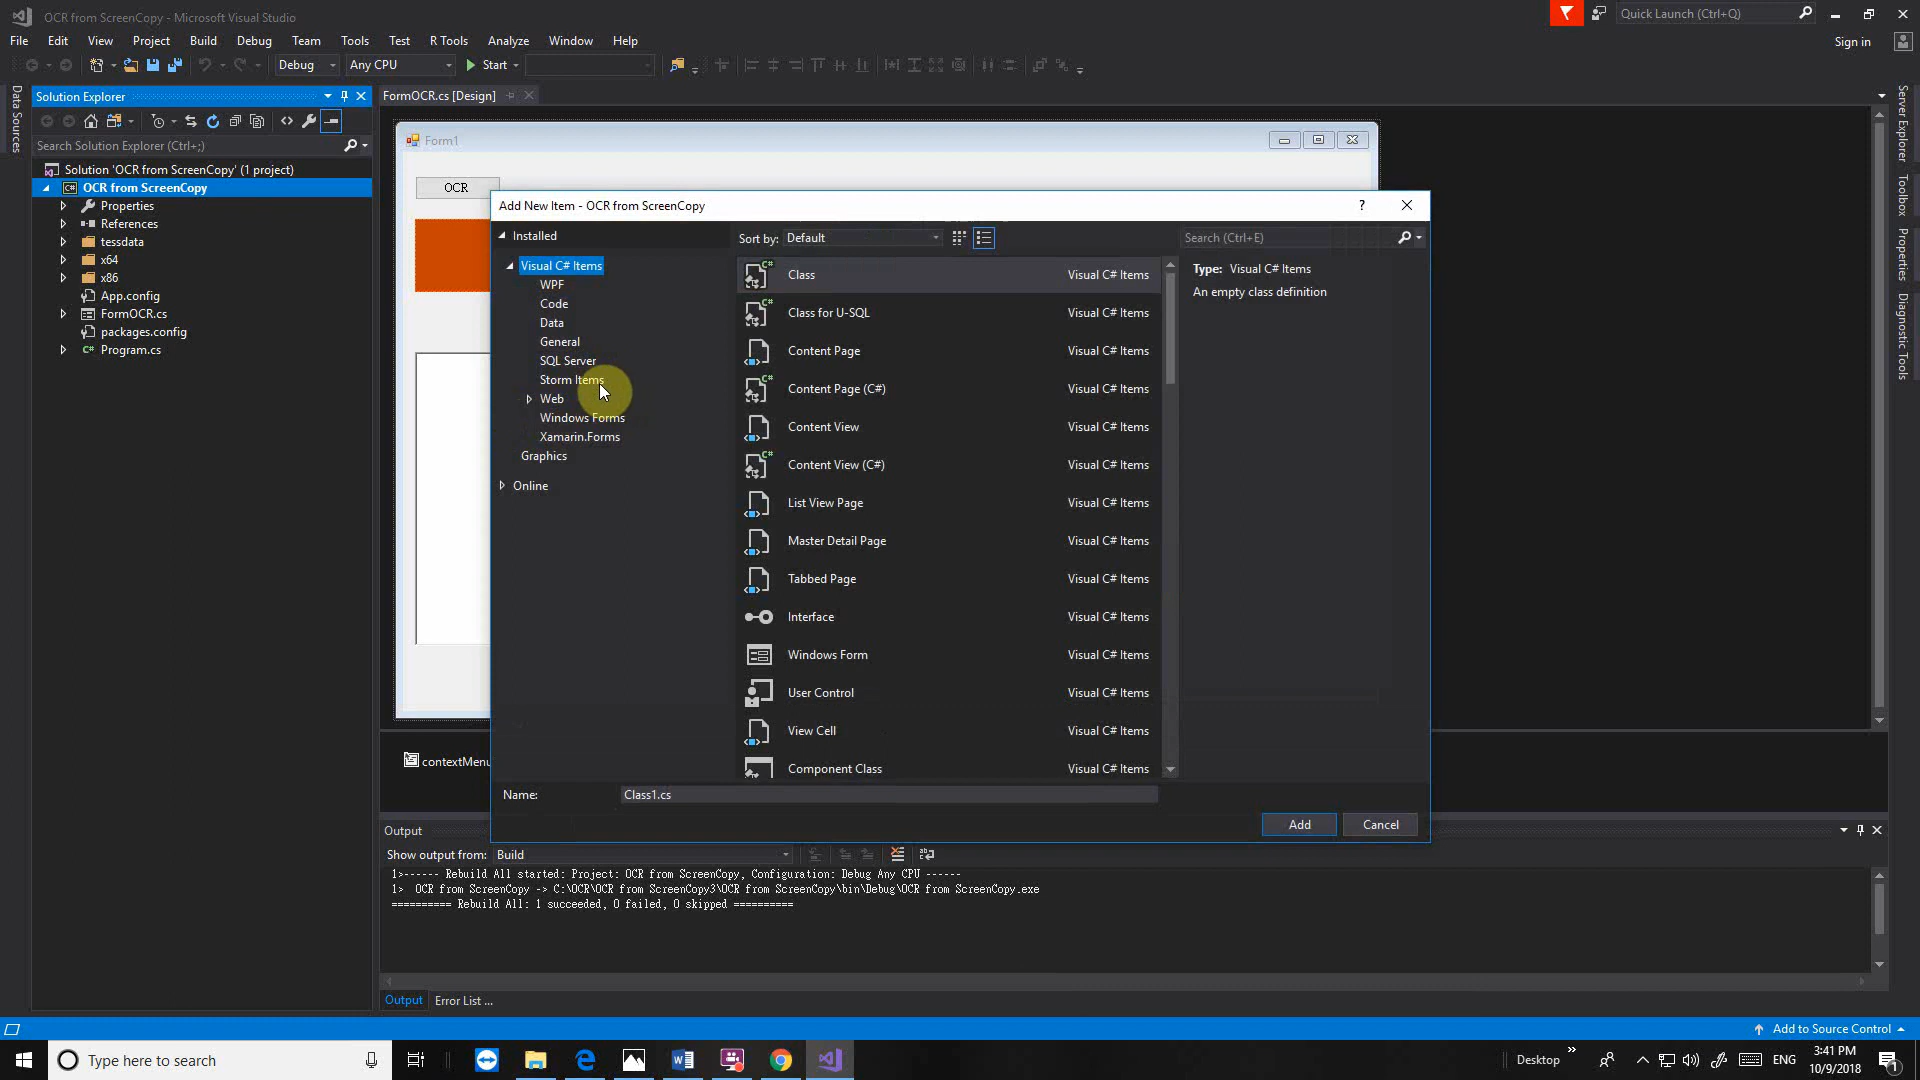 OCR from ScreenCopy - Microsoft Visual Studio
Quick Launch (Ctrl+Q)
File Edit View Project Build Debug Team Tools Test R Tools Analyze Window Help
Sign in
Debug Any CPU Start
Data Sources
Solution Explorer
Search Solution Explorer (Ctrl+;)
Solution 'OCR from ScreenCopy' (1 project)
OCR from ScreenCopy
Properties
References
tessdata
x64
x86
App.config
FormOCR.cs
packages.config
Program.cs
FormOCR.cs [Design]
Form1
OCR
Add New Item - OCR from ScreenCopy
?
Installed
Visual C# Items
WPF
Code
Data
General
SQL Server
Storm Items
Web
Windows Forms
Xamarin.Forms
Graphics
Online
Sort by: Default
Search (Ctrl+E)
Class Visual C# Items
Class for U-SQL Visual C# Items
Content Page Visual C# Items
Content Page (C#) Visual C# Items
Content View Visual C# Items
Content View (C#) Visual C# Items
List View Page Visual C# Items
Master Detail Page Visual C# Items
Tabbed Page Visual C# Items
Interface Visual C# Items
Windows Form Visual C# Items
User Control Visual C# Items
View Cell Visual C# Items
Component Class Visual C# Items
Type: Visual C# Items
An empty class definition
Name: Class1.cs
Add Cancel
Server Explorer
Toolbox
Properties
Diagnostic Tools
contextMenu
Output
Show output from: Build
1>------ Rebuild All started: Project: OCR from ScreenCopy, Configuration: Debug Any CPU ------
1>  OCR from ScreenCopy -> C:\OCR\OCR from ScreenCopy3\OCR from ScreenCopy\bin\Debug\OCR from ScreenCopy.exe
========== Rebuild All: 1 succeeded, 0 failed, 0 skipped ==========
Output Error List ...
Add to Source Control
Type here to search
Desktop
ENG
3:41 PM
10/9/2018
1